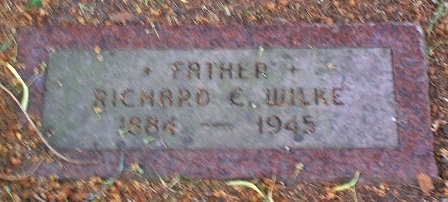 + FATHER +
RICHARD C. WILKE
1884 — 1945